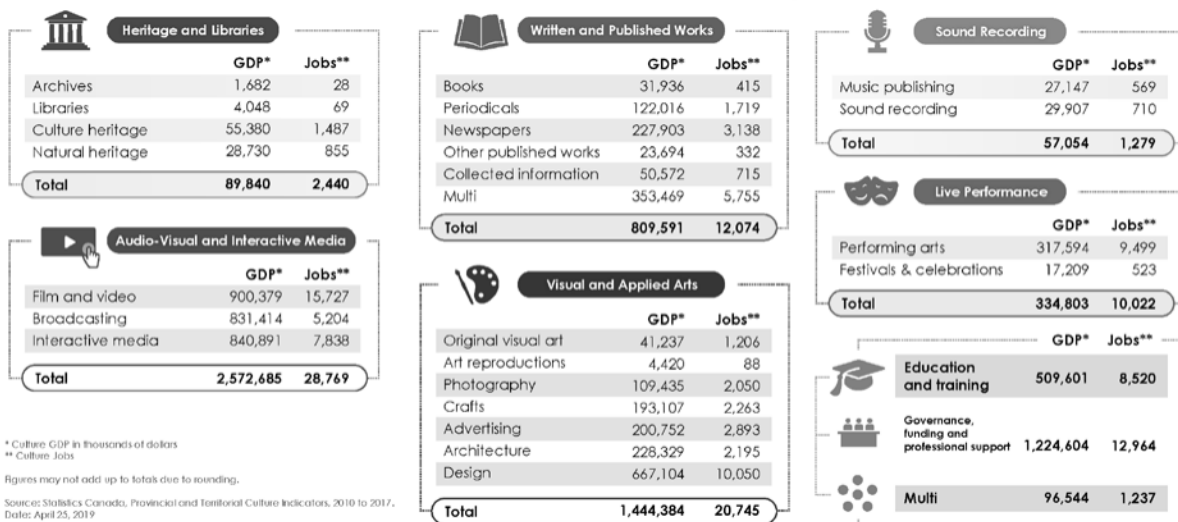 Heritage and Libraries
GDP* Jobs**
Archives 1,682 28
Libraries 4,048 69
Culture heritage 55,380 1,487
Natural heritage 28,730 855
Total 89,840 2,440
Audio-Visual and Interactive Media
GDP* Jobs**
Film and video 900,379 15,727
Broadcasting 831,414 5,204
Interactive media 840,891 7,838
Total 2,572,685 28,769
* Culture GDP in thousands of dollars
** Culture Jobs
Figures may not add up to totals due to rounding.
Source: Statistics Canada, Provincial and Territorial Culture Indicators, 2010 to 2017.
Date: April 25, 2019
Written and Published Works
GDP* Jobs**
Books 31,936 415
Periodicals 122,016 1,719
Newspapers 227,903 3,138
Other published works 23,694 332
Collected information 50,572 715
Multi 353,469 5,755
Total 809,591 12,074
Visual and Applied Arts
GDP* Jobs**
Original visual art 41,237 1,206
Art reproductions 4,420 88
Photography 109,435 2,050
Crafts 193,107 2,263
Advertising 200,752 2,893
Architecture 228,329 2,195
Design 667,104 10,050
Total 1,444,384 20,745
Sound Recording
GDP* Jobs**
Music publishing 27,147 569
Sound recording 29,907 710
Total 57,054 1,279
Live Performance
GDP* Jobs**
Performing arts 317,594 9,499
Festivals & celebrations 17,209 523
Total 334,803 10,022
GDP* Jobs**
Education
and training 509,601 8,520
Governance,
funding and
professional support 1,224,604 12,964
Multi 96,544 1,237